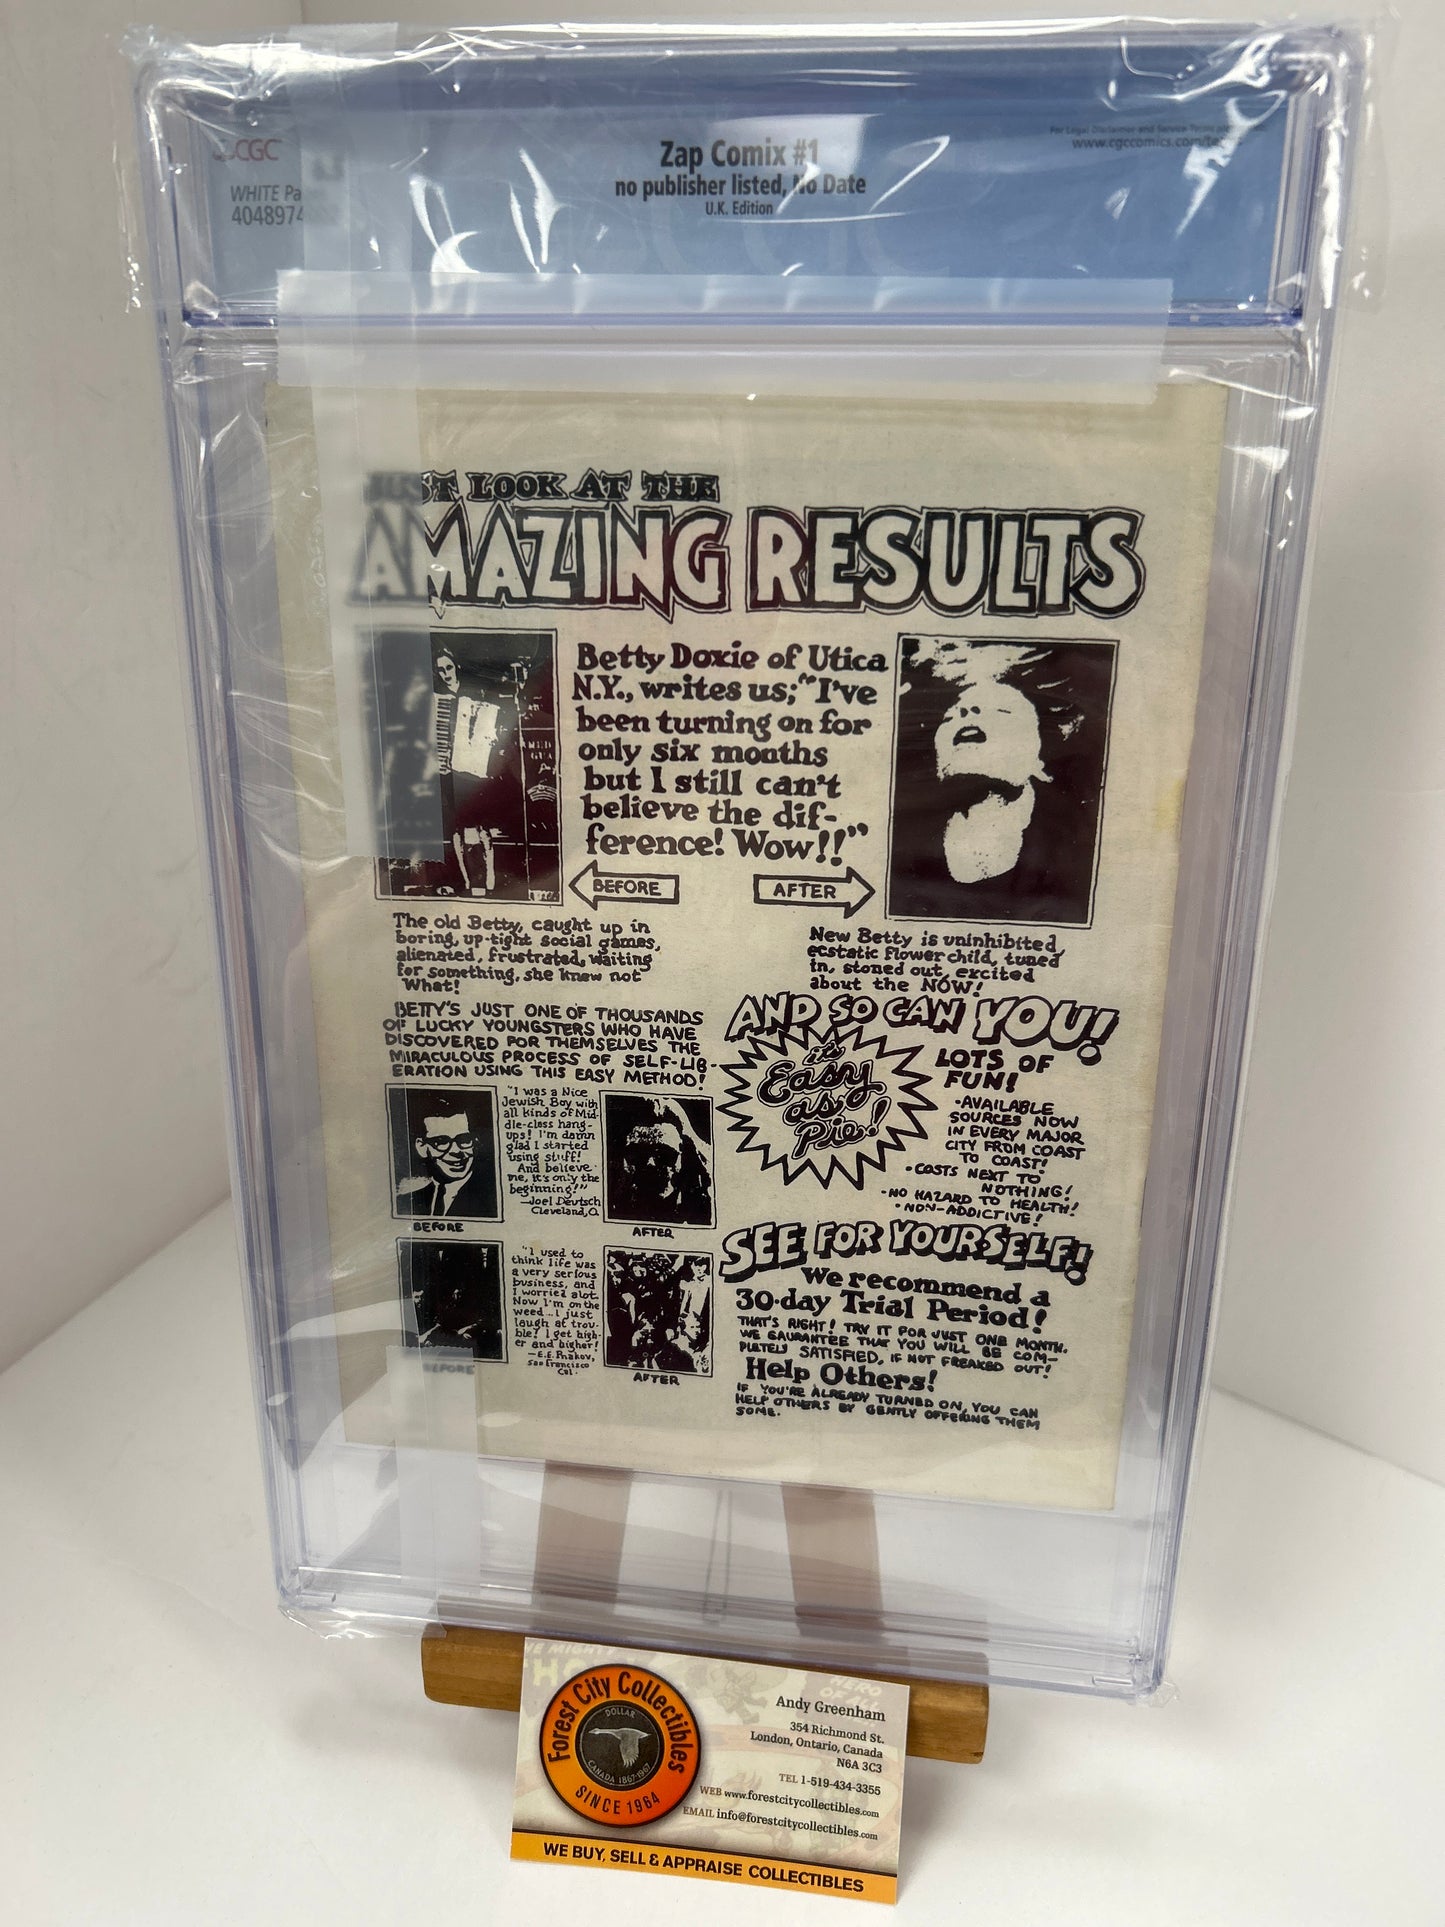 CGC
WHITE Pa
4048974
Zap Comix #1
no publisher listed, No Date
U.K. Edition
For Legal Disclaimer and Service Terms
www.cgccomics.com/te
JUST LOOK AT THE
AMAZING RESULTS
Betty Doxie of Utica
N.Y., writes us; "I've
been turning on for
only six months
but I still can't
believe the dif-
ference! Wow!!"
BEFORE
AFTER
The old Betty, caught up in
boring, up-tight social games,
alienated, frustrated, waiting
for something, she knew not
What!
New Betty is uninhibited,
ecstatic flower child, tuned
in, stoned out, excited
about the NOW!
BETTY'S JUST ONE OF THOUSANDS
OF LUCKY YOUNGSTERS WHO HAVE
DISCOVERED FOR THEMSELVES THE
MIRACULOUS PROCESS OF SELF-LIB-
ERATION USING THIS EASY METHOD!
"I was a Nice
Jewish Boy with
all kinds of Mid-
dle-class hang-
ups! I'm damn
glad I started
using stuff!
And believe
me, it's only the
beginning!"
—Joel Deutsch
Cleveland, O.
BEFORE
AFTER
"I used to
think life was
a very serious
business, and
I worried alot.
Now I'm on the
weed...I just
laugh at trou-
ble! I get high-
er and higher!
—E.E. Pnakov,
San Francisco
Cal.
BEFORE
AFTER
AND SO CAN YOU!
it's
Easy
as
Pie!
LOTS OF
FUN!
•AVAILABLE
SOURCES NOW
IN EVERY MAJOR
CITY FROM COAST
TO COAST!
•COSTS NEXT TO
NOTHING!
•NO HAZARD TO HEALTH!
•NON-ADDICTIVE!
SEE FOR YOURSELF!
We recommend a
30-day Trial Period!
THAT'S RIGHT! TRY IT FOR JUST ONE MONTH.
WE GAURANTEE THAT YOU WILL BE COM-
PLETELY SATISFIED, IF NOT FREAKED OUT!
Help Others!
IF YOU'RE ALREADY TURNED ON, YOU CAN
HELP OTHERS BY GENTLY OFFERING THEM
SOME.
Forest City Collectibles
DOLLAR
CANADA 1867-1967
SINCE 1964
Andy Greenham
354 Richmond St.
London, Ontario, Canada
N6A 3C3
TEL 1-519-434-3355
WEB www.forestcitycollectibles.com
EMAIL info@forestcitycollectibles.com
WE BUY, SELL & APPRAISE COLLECTIBLES